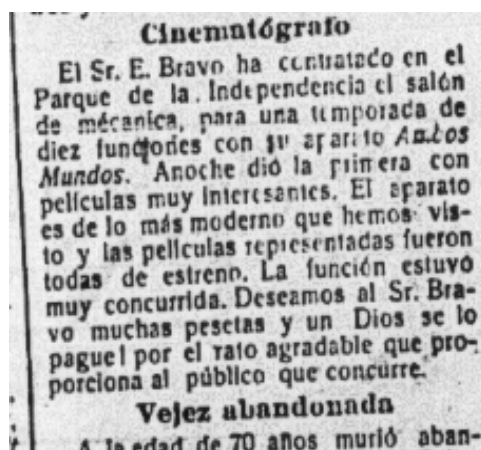 Cinematógrafo
El Sr. E. Bravo ha contratado en el
Parque de la Independencia el salón
de mécanica, para una temporada de
diez funciones con su aparato Ambos
Mundos. Anoche dió la primera con
peliculas muy interesantes. El aparato
es de lo más moderno que hemos vis-
to y las peliculas representadas fueron
todas de estreno. La función estuvo
muy concurrida. Deseamos al Sr. Bra-
vo muchas pesetas y un Dios se lo
pague! por el rato agradable que pro-
porciona al público que concurre.
Vejez abandonada
A la edad de 70 años murió aban-